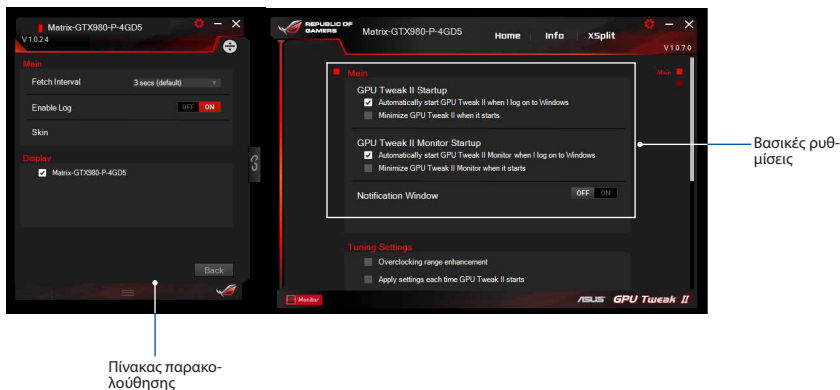 Matrix-GTX980-P-4GD5
V 1.0.2.4
Main
Fetch Interval 3 secs (default)
Enable Log OFF ON
Skin
Display
Matrix-GTX980-P-4GD5
Back
REPUBLIC OF
GAMERS
Matrix-GTX980-P-4GD5 Home Info XSplit
V 1.0.7.0
Main
Main
GPU Tweak II Startup
Automatically start GPU Tweak II when I log on to Windows
Minimize GPU Tweak II when it starts
GPU Tweak II Monitor Startup
Automatically start GPU Tweak II Monitor when I log on to Windows
Minimize GPU Tweak II Monitor when it starts
Notification Window OFF ON
Tuning Settings
Overclocking range enhancement
Apply settings each time GPU Tweak II starts
Monitor
ASUS GPU Tweak II
Βασικές ρυθ-
μίσεις
Πίνακας παρακο-
λούθησης